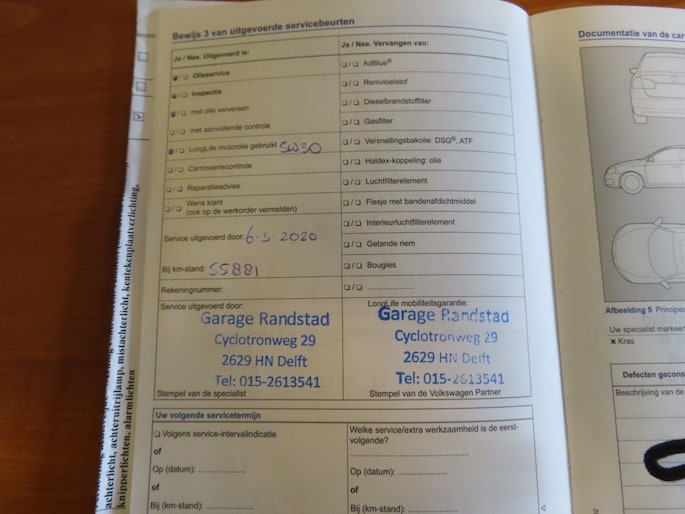 Bewijs 3 van uitgevoerde servicebeurten
Ja / Nee. Uitgevoerd is:
☐ / ☐ Olieservice
☐ / ☐ Inspectie
☐ / ☐ met olie verversen
☐ / ☐ met aanvullende controle
☐ / ☐ LongLife motorolie gebruikt 5W30
☐ / ☐ Carrosseriecontrole
☐ / ☐ Reparatieadvies
☐ / ☐ Wens klant
(ook op de werkorder vermelden)
Service uitgevoerd door: 6-3-2020
Bij km-stand: 55881
Rekeningnummer:
Service uitgevoerd door:
Garage Randstad
Cyclotronweg 29
2629 HN Delft
Tel: 015-2613541
Stempel van de specialist
Ja / Nee. Vervangen van:
☐ / ☐ AdBlue®
☐ / ☐ Remvloeistof
☐ / ☐ Dieselbrandstoffilter
☐ / ☐ Gasfilter
☐ / ☐ Versnellingsbakolie: DSG®, ATF
☐ / ☐ Haldex-koppeling: olie
☐ / ☐ Luchtfilterelement
☐ / ☐ Flesje met bandenafdichtmiddel
☐ / ☐ Interieurluchtfilterelement
☐ / ☐ Getande riem
☐ / ☐ Bougies
☐ / ☐ ....................
LongLife mobiliteitsgarantie:
Garage Randstad
Cyclotronweg 29
2629 HN Delft
Tel: 015-2613541
Stempel van de Volkswagen Partner
Uw volgende servicetermijn
☐ Volgens service-intervalindicatie
of
Op (datum): ....................
of
Bij (km-stand): ....................
Welke service/extra werkzaamheid is de eerst-
volgende?
....................
Op (datum): ....................
of
Bij (km-stand): ....................
Documentatie van de car
Afbeelding 5 Principe
Uw specialist markeer
✖ Kras
Defecten gecons
Beschrijving van de
achterlicht, achteruitrijlamp, mistachterlicht, kentekenplaatverlichting,
knipperlichten, alarmlichten